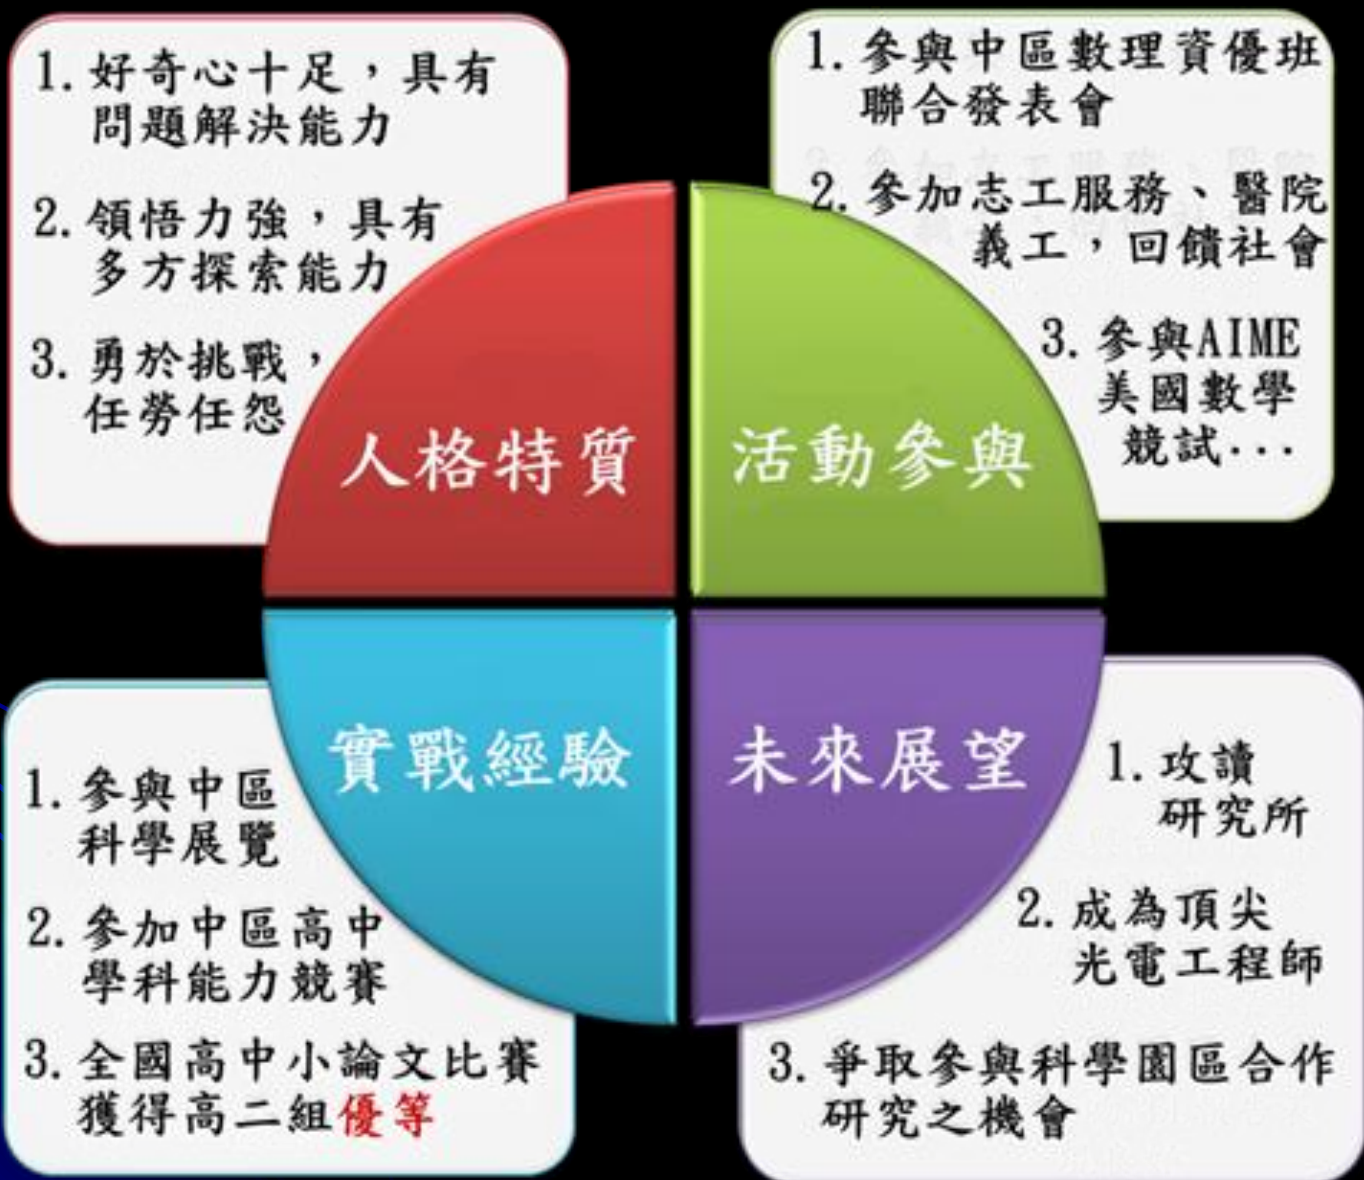 1. 好奇心十足，具有
問題解決能力
2. 領悟力強，具有
多方探索能力
3. 勇於挑戰，
任勞任怨
人格特質
1. 參與中區數理資優班
聯合發表會
2. 參加志工服務、醫院
義工，回饋社會
3. 參與AIME
美國數學
競試...
活動參與
實戰經驗
1. 參與中區
科學展覽
2. 參加中區高中
學科能力競賽
3. 全國高中小論文比賽
獲得高二組優等
未來展望
1. 攻讀
研究所
2. 成為頂尖
光電工程師
3. 爭取參與科學園區合作
研究之機會